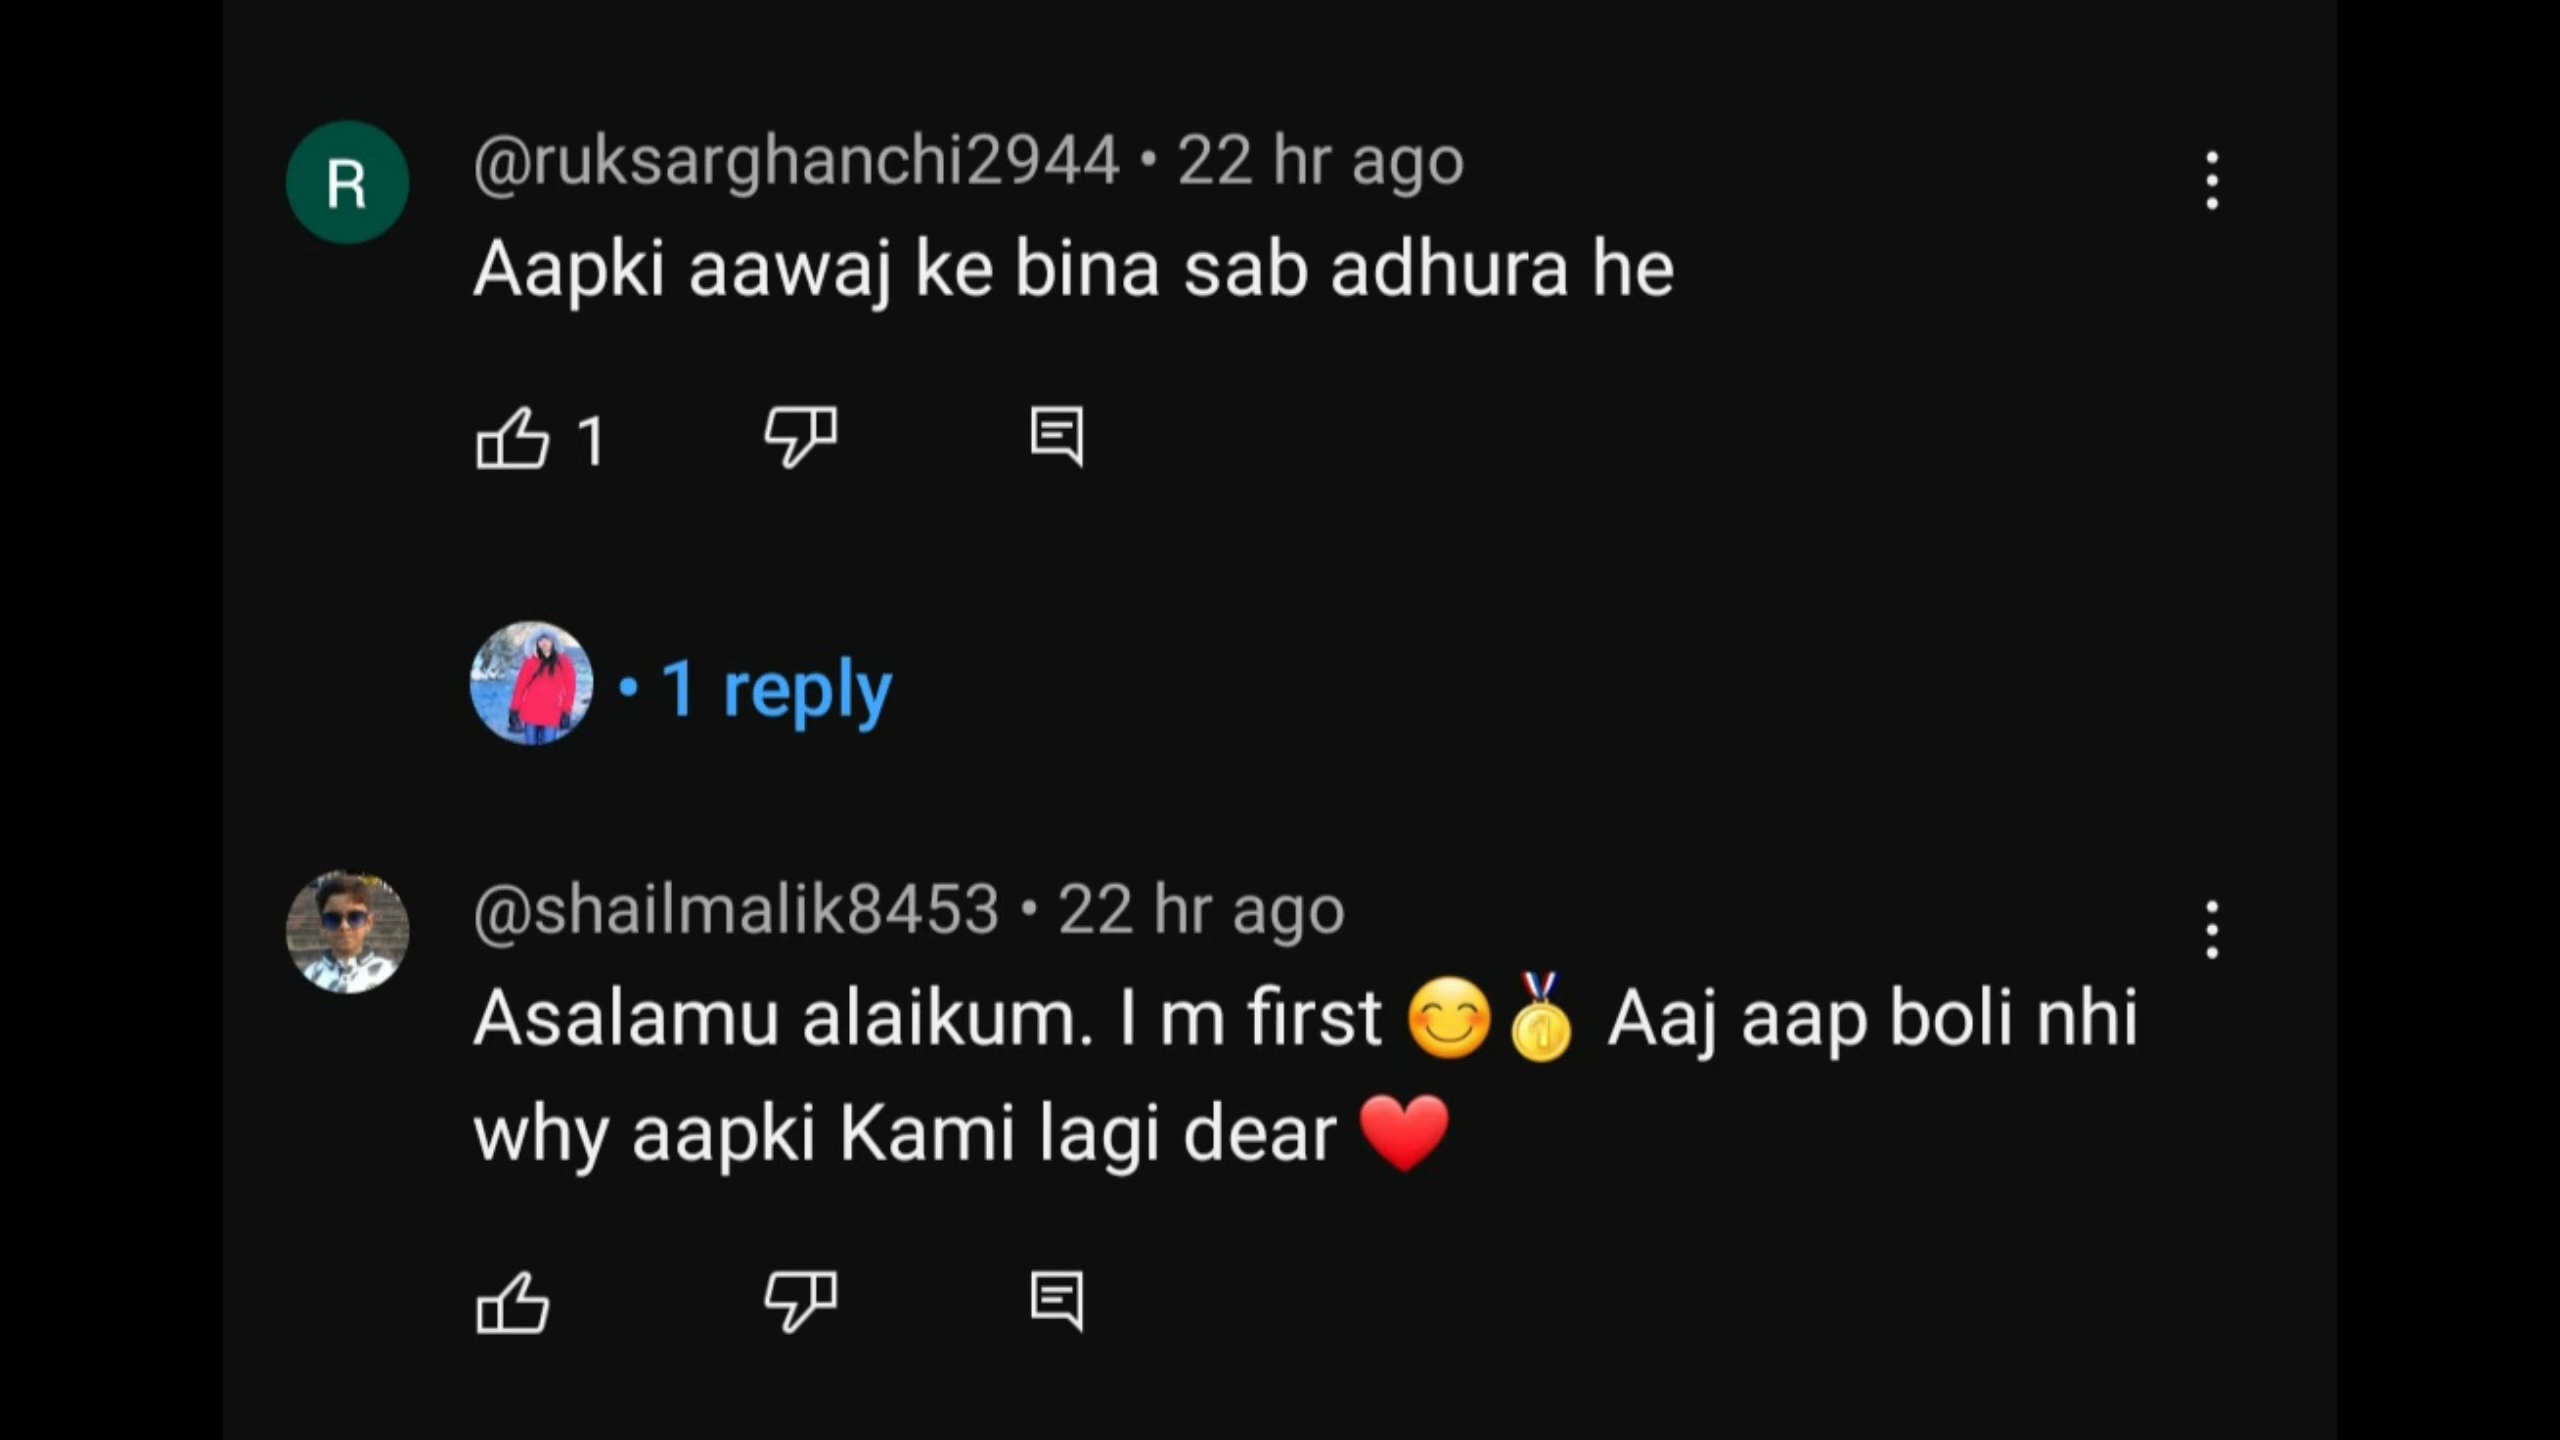 R
@ruksarghanchi2944 • 22 hr ago
Aapki aawaj ke bina sab adhura he
1
• 1 reply
@shailmalik8453 • 22 hr ago
Asalamu alaikum. I m first 😊🥇 Aaj aap boli nhi
why aapki Kami lagi dear ❤️